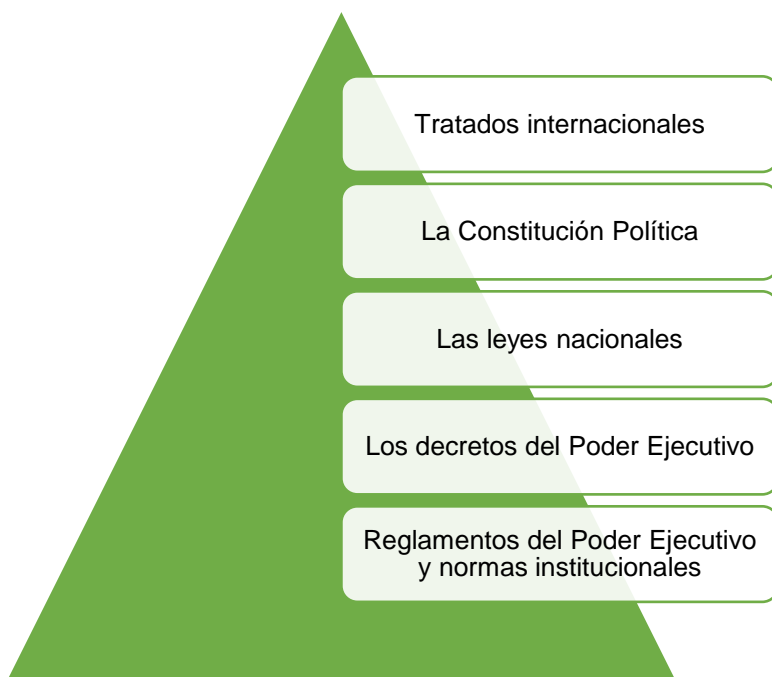 Tratados internacionales
La Constitución Política
Las leyes nacionales
Los decretos del Poder Ejecutivo
Reglamentos del Poder Ejecutivo
y normas institucionales